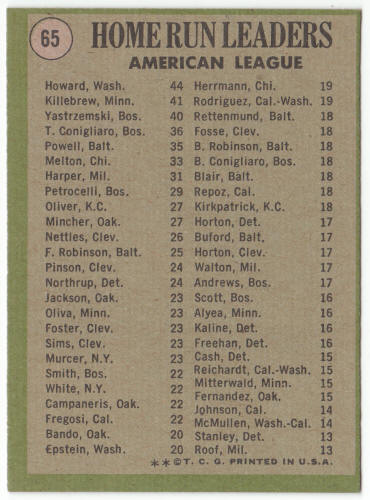 65
HOME RUN LEADERS
AMERICAN LEAGUE
Howard, Wash. 44
Killebrew, Minn. 41
Yastrzemski, Bos. 40
T. Conigliaro, Bos. 36
Powell, Balt. 35
Melton, Chi. 33
Harper, Mil. 31
Petrocelli, Bos. 29
Oliver, K.C. 27
Mincher, Oak. 27
Nettles, Clev. 26
F. Robinson, Balt. 25
Pinson, Clev. 24
Northrup, Det. 24
Jackson, Oak. 23
Oliva, Minn. 23
Foster, Clev. 23
Sims, Clev. 23
Murcer, N.Y. 23
Smith, Bos. 22
White, N.Y. 22
Campaneris, Oak. 22
Fregosi, Cal. 22
Bando, Oak. 20
Epstein, Wash. 20
Herrmann, Chi. 19
Rodriguez, Cal.-Wash. 19
Rettenmund, Balt. 18
Fosse, Clev. 18
B. Robinson, Balt. 18
B. Conigliaro, Bos. 18
Blair, Balt. 18
Repoz, Cal. 18
Kirkpatrick, K.C. 18
Horton, Det. 17
Buford, Balt. 17
Horton, Clev. 17
Walton, Mil. 17
Andrews, Bos. 17
Scott, Bos. 16
Alyea, Minn. 16
Kaline, Det. 16
Freehan, Det. 16
Cash, Det. 15
Reichardt, Cal.-Wash. 15
Mitterwald, Minn. 15
Fernandez, Oak. 15
Johnson, Cal. 14
McMullen, Wash.-Cal. 14
Stanley, Det. 13
Roof, Mil. 13
**© T. C. G. PRINTED IN U.S.A.